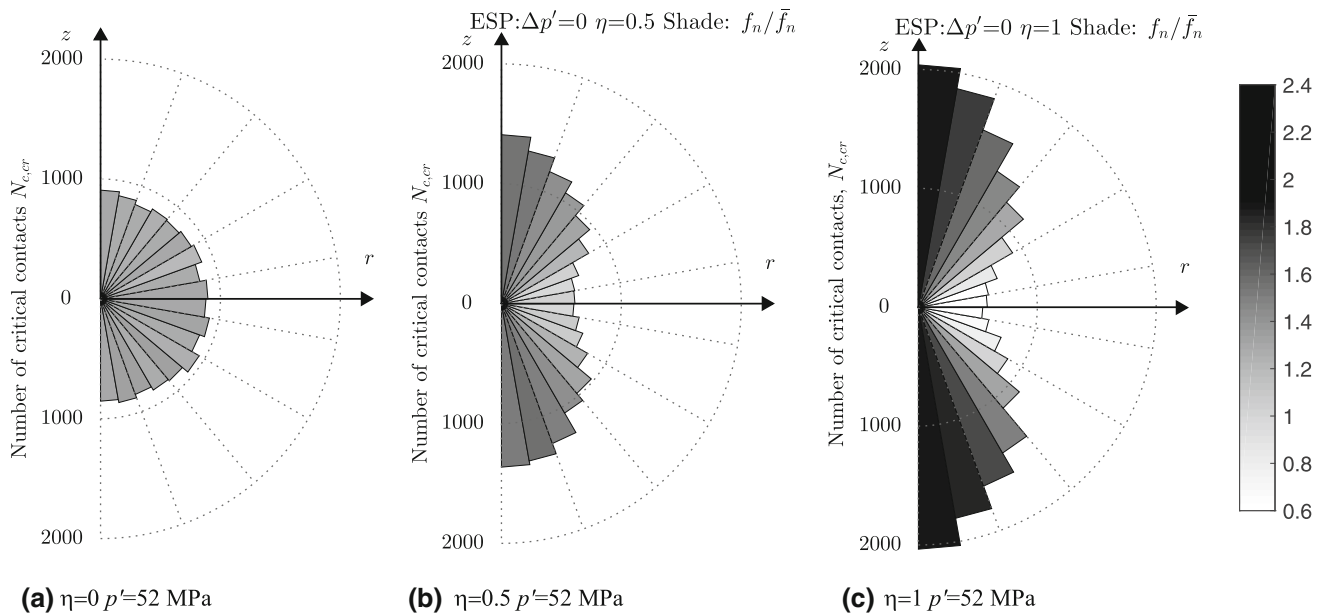 ESP:Δp′=0 η=0.5 Shade: f_n/f̄_n
ESP:Δp′=0 η=1 Shade: f_n/f̄_n
z
2000
1000
0
1000
2000
r
Number of critical contacts N_{c,cr}
z
2000
1000
0
1000
2000
r
Number of critical contacts N_{c,cr}
z
2000
1000
0
1000
2000
r
Number of critical contacts, N_{c,cr}
2.4
2.2
2
1.8
1.6
1.4
1.2
1
0.8
0.6
(a) η=0 p′=52 MPa
(b) η=0.5 p′=52 MPa
(c) η=1 p′=52 MPa